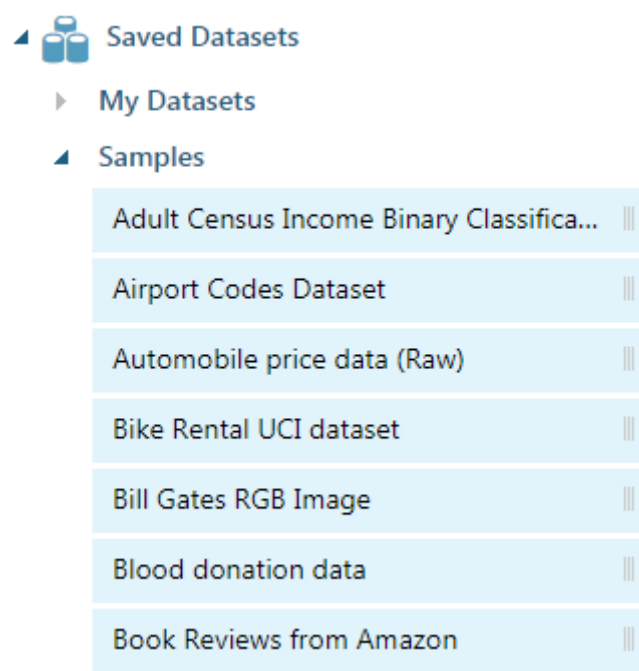 Saved Datasets
My Datasets
Samples
Adult Census Income Binary Classifica...
Airport Codes Dataset
Automobile price data (Raw)
Bike Rental UCI dataset
Bill Gates RGB Image
Blood donation data
Book Reviews from Amazon